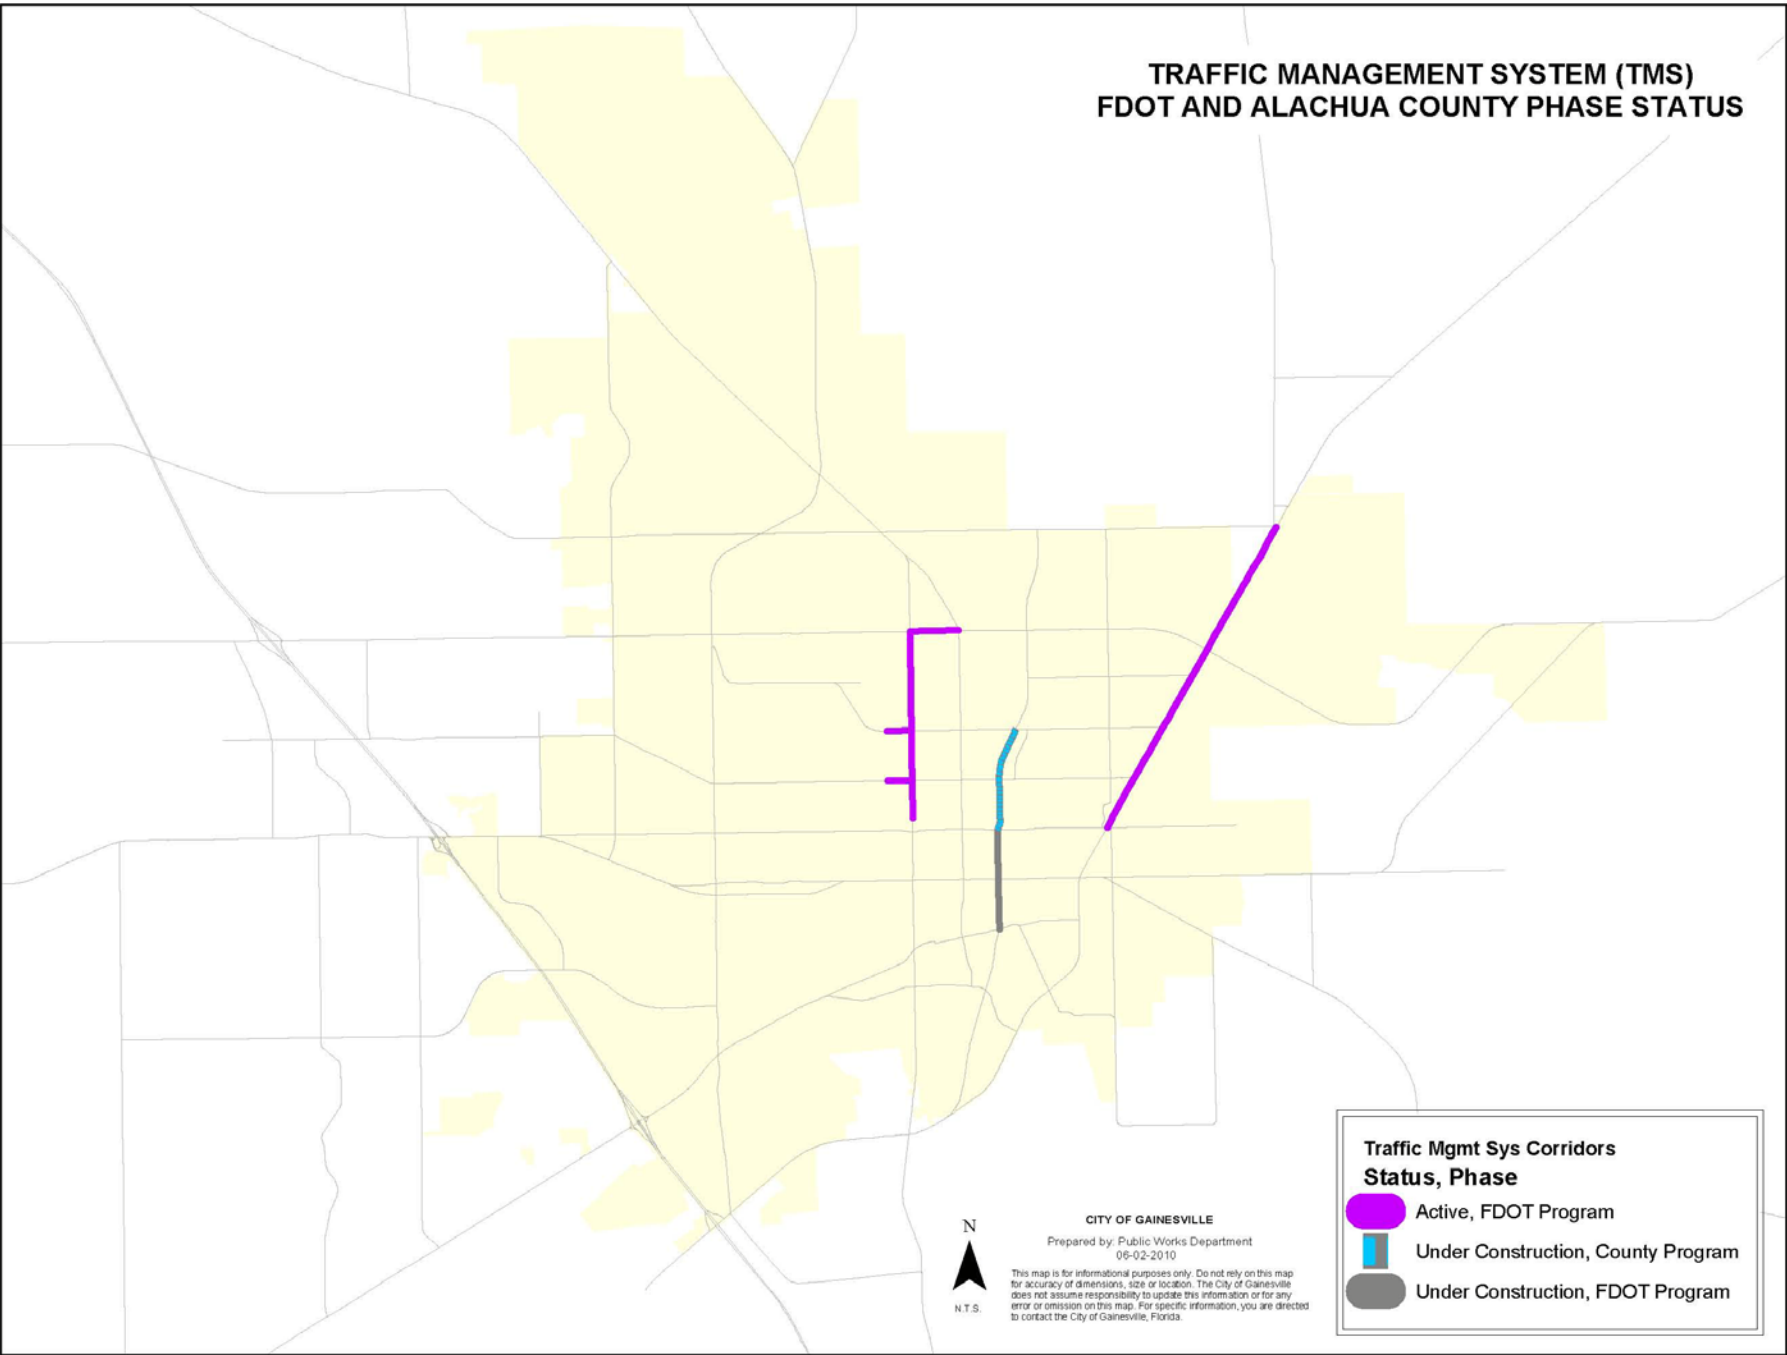 TRAFFIC MANAGEMENT SYSTEM (TMS)
FDOT AND ALACHUA COUNTY PHASE STATUS
Traffic Mgmt Sys Corridors
Status, Phase
Active, FDOT Program
Under Construction, County Program
Under Construction, FDOT Program
N
N.T.S.
CITY OF GAINESVILLE
Prepared by: Public Works Department
06-02-2010
This map is for informational purposes only. Do not rely on this map
for accuracy of dimensions, size or location. The City of Gainesville
does not assume responsibility to update this information or for any
error or omission on this map. For specific information, you are directed
to contact the City of Gainesville, Florida.